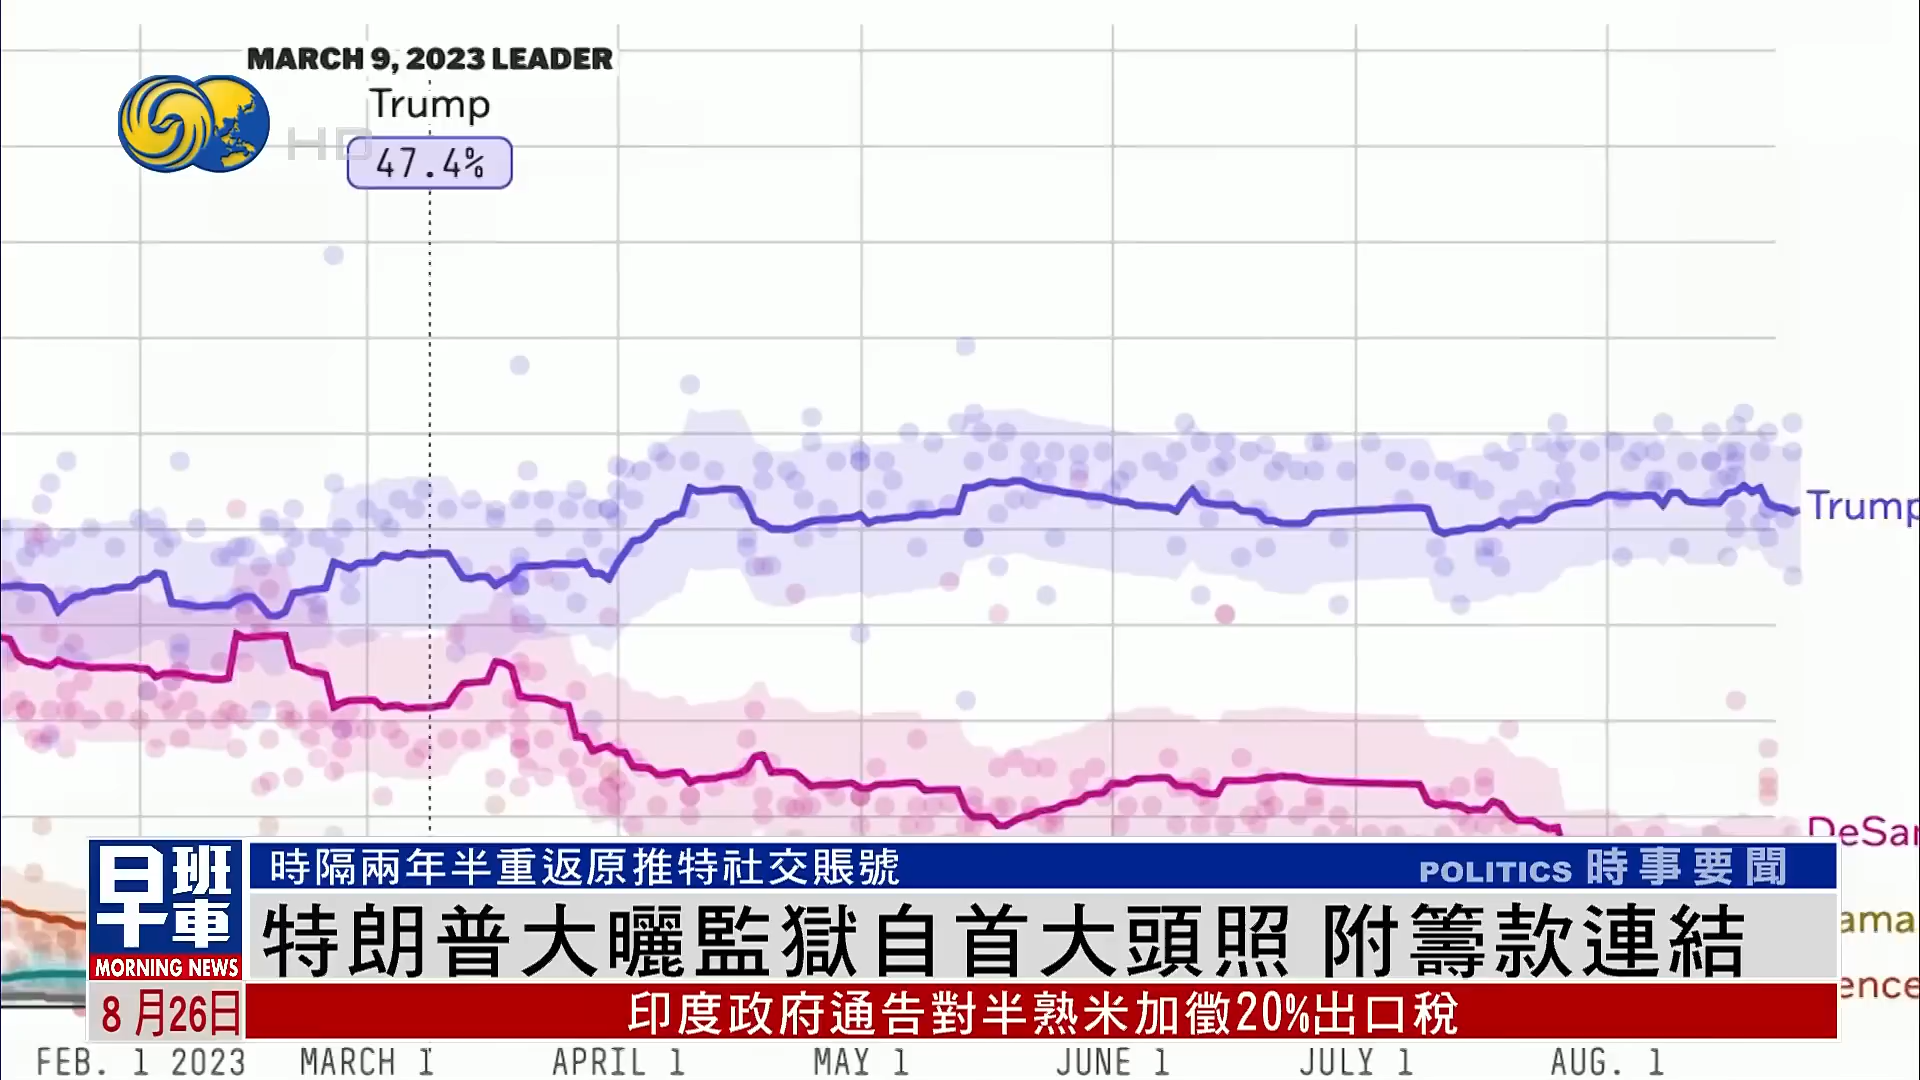 MARCH 9, 2023 LEADER
Trump
HD
47.4%
Trump
DeSan
時隔兩年半重返原推特社交賬號
POLITICS 時事要聞
早班車
MORNING NEWS
特朗普大曬監獄自首大頭照 附籌款連結
ama
ence
8月26日
印度政府通告對半熟米加徵20%出口稅
FEB. 1 2023 MARCH 1 APRIL 1 MAY 1 JUNE 1 JULY 1 AUG. 1